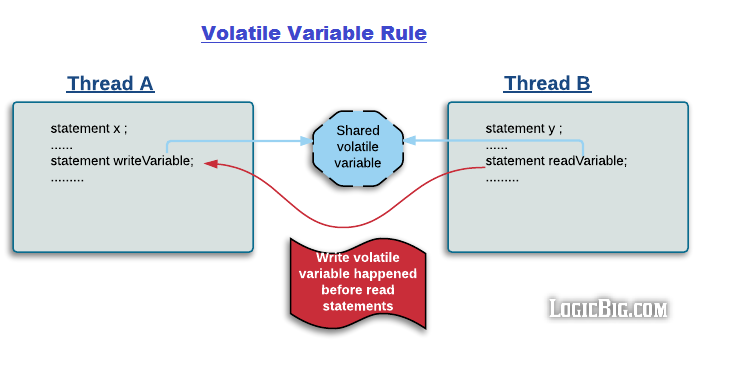 Volatile Variable Rule
Thread A
statement x ;
......
statement writeVariable;
.........
Shared
volatile
variable
Thread B
statement y ;
......
statement readVariable;
.........
Write volatile
variable happened
before read
statements
LogicBig.com